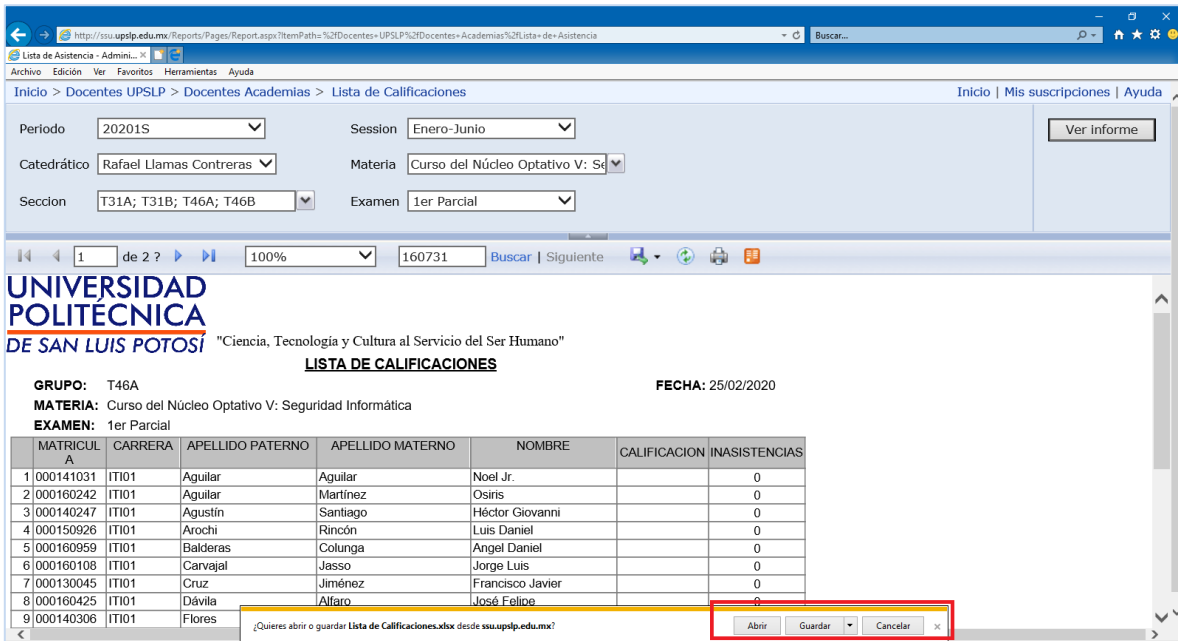 http://ssu.upslp.edu.mx/Reports/Pages/Report.aspx?ItemPath=%2fDocentes+UPSLP%2fDocentes+Academias%2fLista+de+Asistencia Buscar...
Lista de Asistencia - Admini...
Archivo Edición Ver Favoritos Herramientas Ayuda
Inicio > Docentes UPSLP > Docentes Academias > Lista de Calificaciones Inicio | Mis suscripciones | Ayuda
Periodo 20201S Session Enero-Junio Ver informe
Catedrático Rafael Llamas Contreras Materia Curso del Núcleo Optativo V: Se
Seccion T31A; T31B; T46A; T46B Examen 1er Parcial
1 de 2 ? 100% 160731 Buscar | Siguiente
UNIVERSIDAD
POLITÉCNICA
DE SAN LUIS POTOSÍ "Ciencia, Tecnología y Cultura al Servicio del Ser Humano"
LISTA DE CALIFICACIONES
GRUPO: T46A FECHA: 25/02/2020
MATERIA: Curso del Núcleo Optativo V: Seguridad Informática
EXAMEN: 1er Parcial
MATRICUL CARRERA APELLIDO PATERNO APELLIDO MATERNO NOMBRE CALIFICACION INASISTENCIAS
A
1 000141031 ITI01 Aguilar Aguilar Noel Jr. 0
2 000160242 ITI01 Aguilar Martínez Osiris 0
3 000140247 ITI01 Agustín Santiago Héctor Giovanni 0
4 000150926 ITI01 Arochi Rincón Luis Daniel 0
5 000160959 ITI01 Balderas Colunga Angel Daniel 0
6 000160108 ITI01 Carvajal Jasso Jorge Luis 0
7 000130045 ITI01 Cruz Jiménez Francisco Javier 0
8 000160425 ITI01 Dávila Alfaro José Felipe 0
9 000140306 ITI01 Flores
¿Quieres abrir o guardar Lista de Calificaciones.xlsx desde ssu.upslp.edu.mx? Abrir Guardar Cancelar